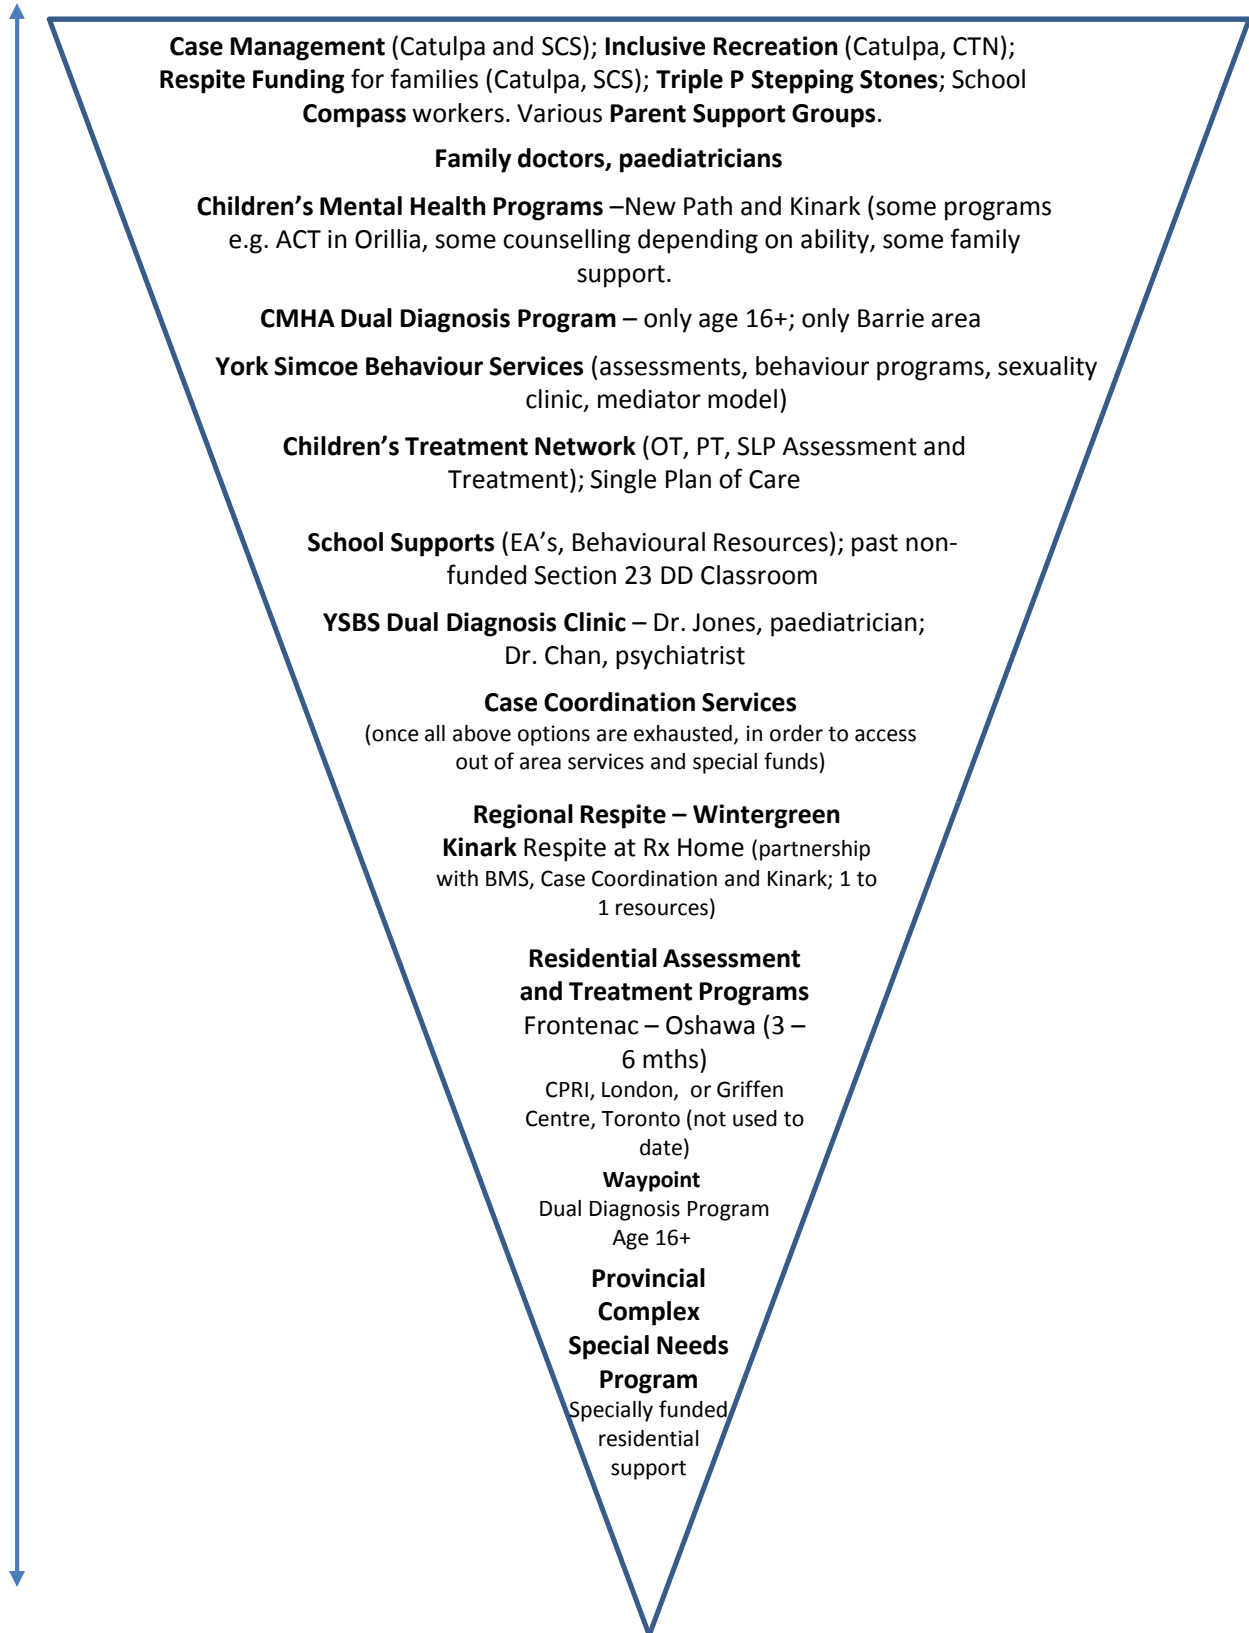 Case Management (Catulpa and SCS); Inclusive Recreation (Catulpa, CTN);
Respite Funding for families (Catulpa, SCS); Triple P Stepping Stones; School
Compass workers. Various Parent Support Groups.
Family doctors, paediatricians
Children’s Mental Health Programs –New Path and Kinark (some programs
e.g. ACT in Orillia, some counselling depending on ability, some family
support.
CMHA Dual Diagnosis Program – only age 16+; only Barrie area
York Simcoe Behaviour Services (assessments, behaviour programs, sexuality
clinic, mediator model)
Children’s Treatment Network (OT, PT, SLP Assessment and
Treatment); Single Plan of Care
School Supports (EA’s, Behavioural Resources); past non-
funded Section 23 DD Classroom
YSBS Dual Diagnosis Clinic – Dr. Jones, paediatrician;
Dr. Chan, psychiatrist
Case Coordination Services
(once all above options are exhausted, in order to access
out of area services and special funds)
Regional Respite – Wintergreen
Kinark Respite at Rx Home (partnership
with BMS, Case Coordination and Kinark; 1 to
1 resources)
Residential Assessment
and Treatment Programs
Frontenac – Oshawa (3 –
6 mths)
CPRI, London,  or Griffen
Centre, Toronto (not used to
date)
Waypoint
Dual Diagnosis Program
Age 16+
Provincial
Complex
Special Needs
Program
Specially funded
residential
support